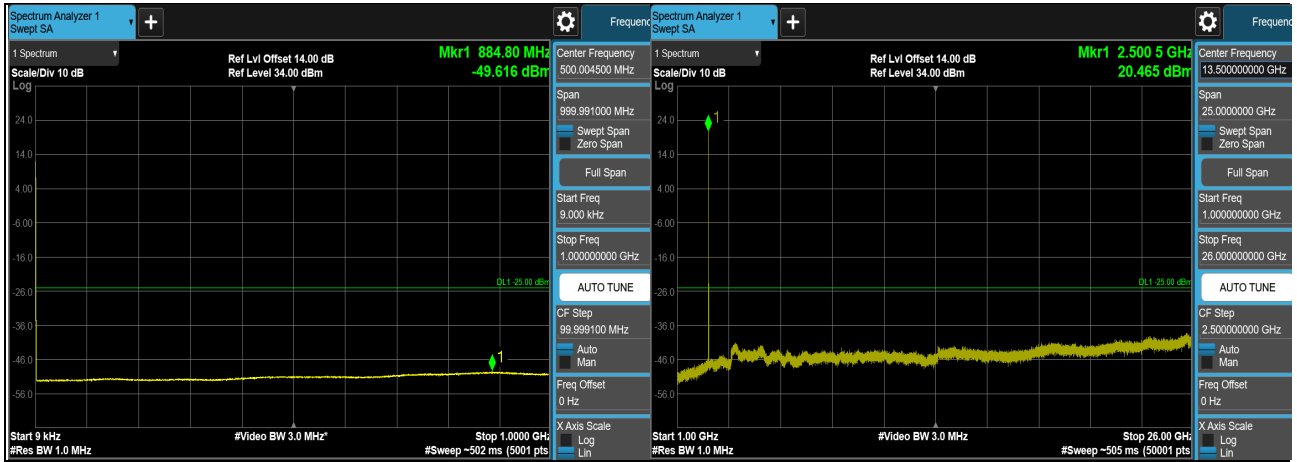 Spectrum Analyzer 1
Swept SA
+
Frequenc
1 Spectrum
Scale/Div 10 dB
Log
Ref Lvl Offset 14.00 dB
Ref Level 34.00 dBm
Mkr1 884.80 MHz
-49.616 dBm
24.0
14.0
4.00
-6.00
-16.0
-26.0
-36.0
-46.0
-56.0
1
DL1 -25.00 dBm
Start 9 kHz
#Res BW 1.0 MHz
#Video BW 3.0 MHz*
Stop 1.0000 GHz
#Sweep ~502 ms (5001 pts
Center Frequency
500.004500 MHz
Span
999.991000 MHz
Swept Span
Zero Span
Full Span
Start Freq
9.000 kHz
Stop Freq
1.000000000 GHz
AUTO TUNE
CF Step
99.999100 MHz
Auto
Man
Freq Offset
0 Hz
X Axis Scale
Log
Lin
Spectrum Analyzer 1
Swept SA
+
Frequenc
1 Spectrum
Scale/Div 10 dB
Log
Ref Lvl Offset 14.00 dB
Ref Level 34.00 dBm
Mkr1 2.500 5 GHz
20.465 dBm
24.0
14.0
4.00
-6.00
-16.0
-26.0
-36.0
-46.0
-56.0
1
DL1 -25.00 dBm
Start 1.00 GHz
#Res BW 1.0 MHz
#Video BW 3.0 MHz
Stop 26.00 GHz
#Sweep ~505 ms (50001 pts
Center Frequency
13.500000000 GHz
Span
25.0000000 GHz
Swept Span
Zero Span
Full Span
Start Freq
1.000000000 GHz
Stop Freq
26.000000000 GHz
AUTO TUNE
CF Step
2.500000000 GHz
Auto
Man
Freq Offset
0 Hz
X Axis Scale
Log
Lin